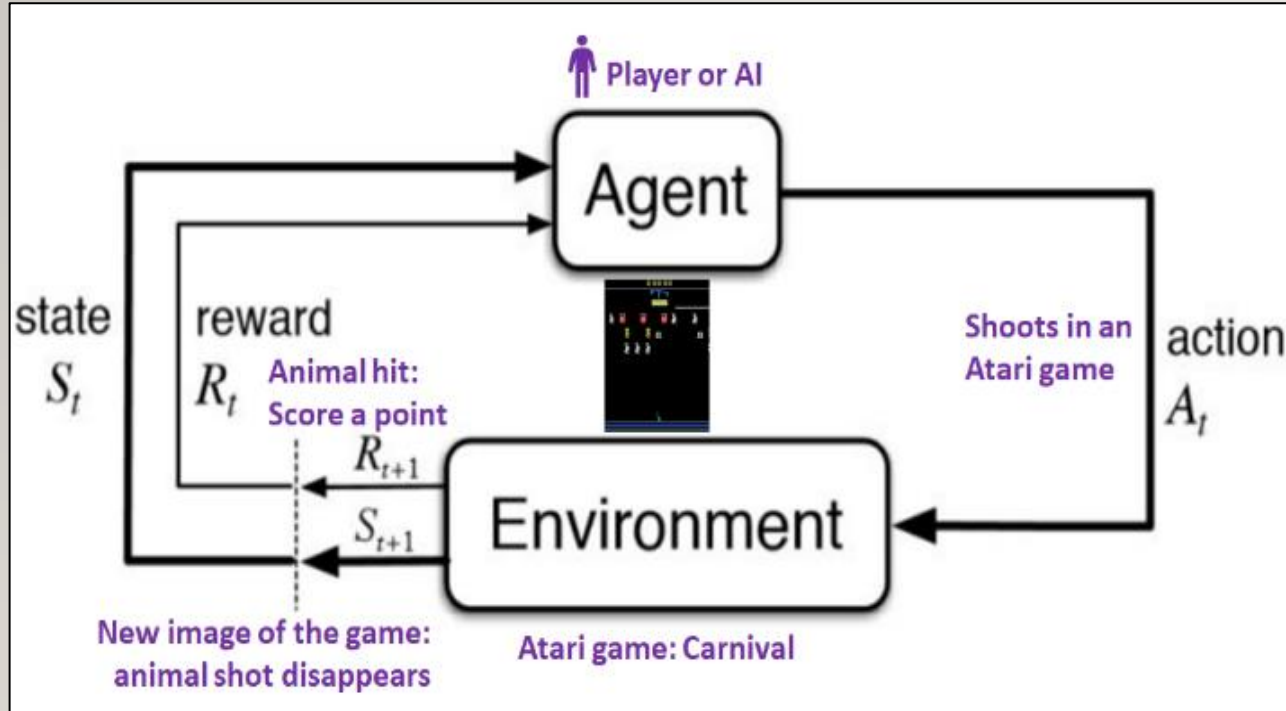 Player or AI
Agent
state
S_t
reward
R_t
Animal hit:
Score a point
Shoots in an
Atari game
action
A_t
R_{t+1}
S_{t+1}
Environment
New image of the game:
animal shot disappears
Atari game: Carnival